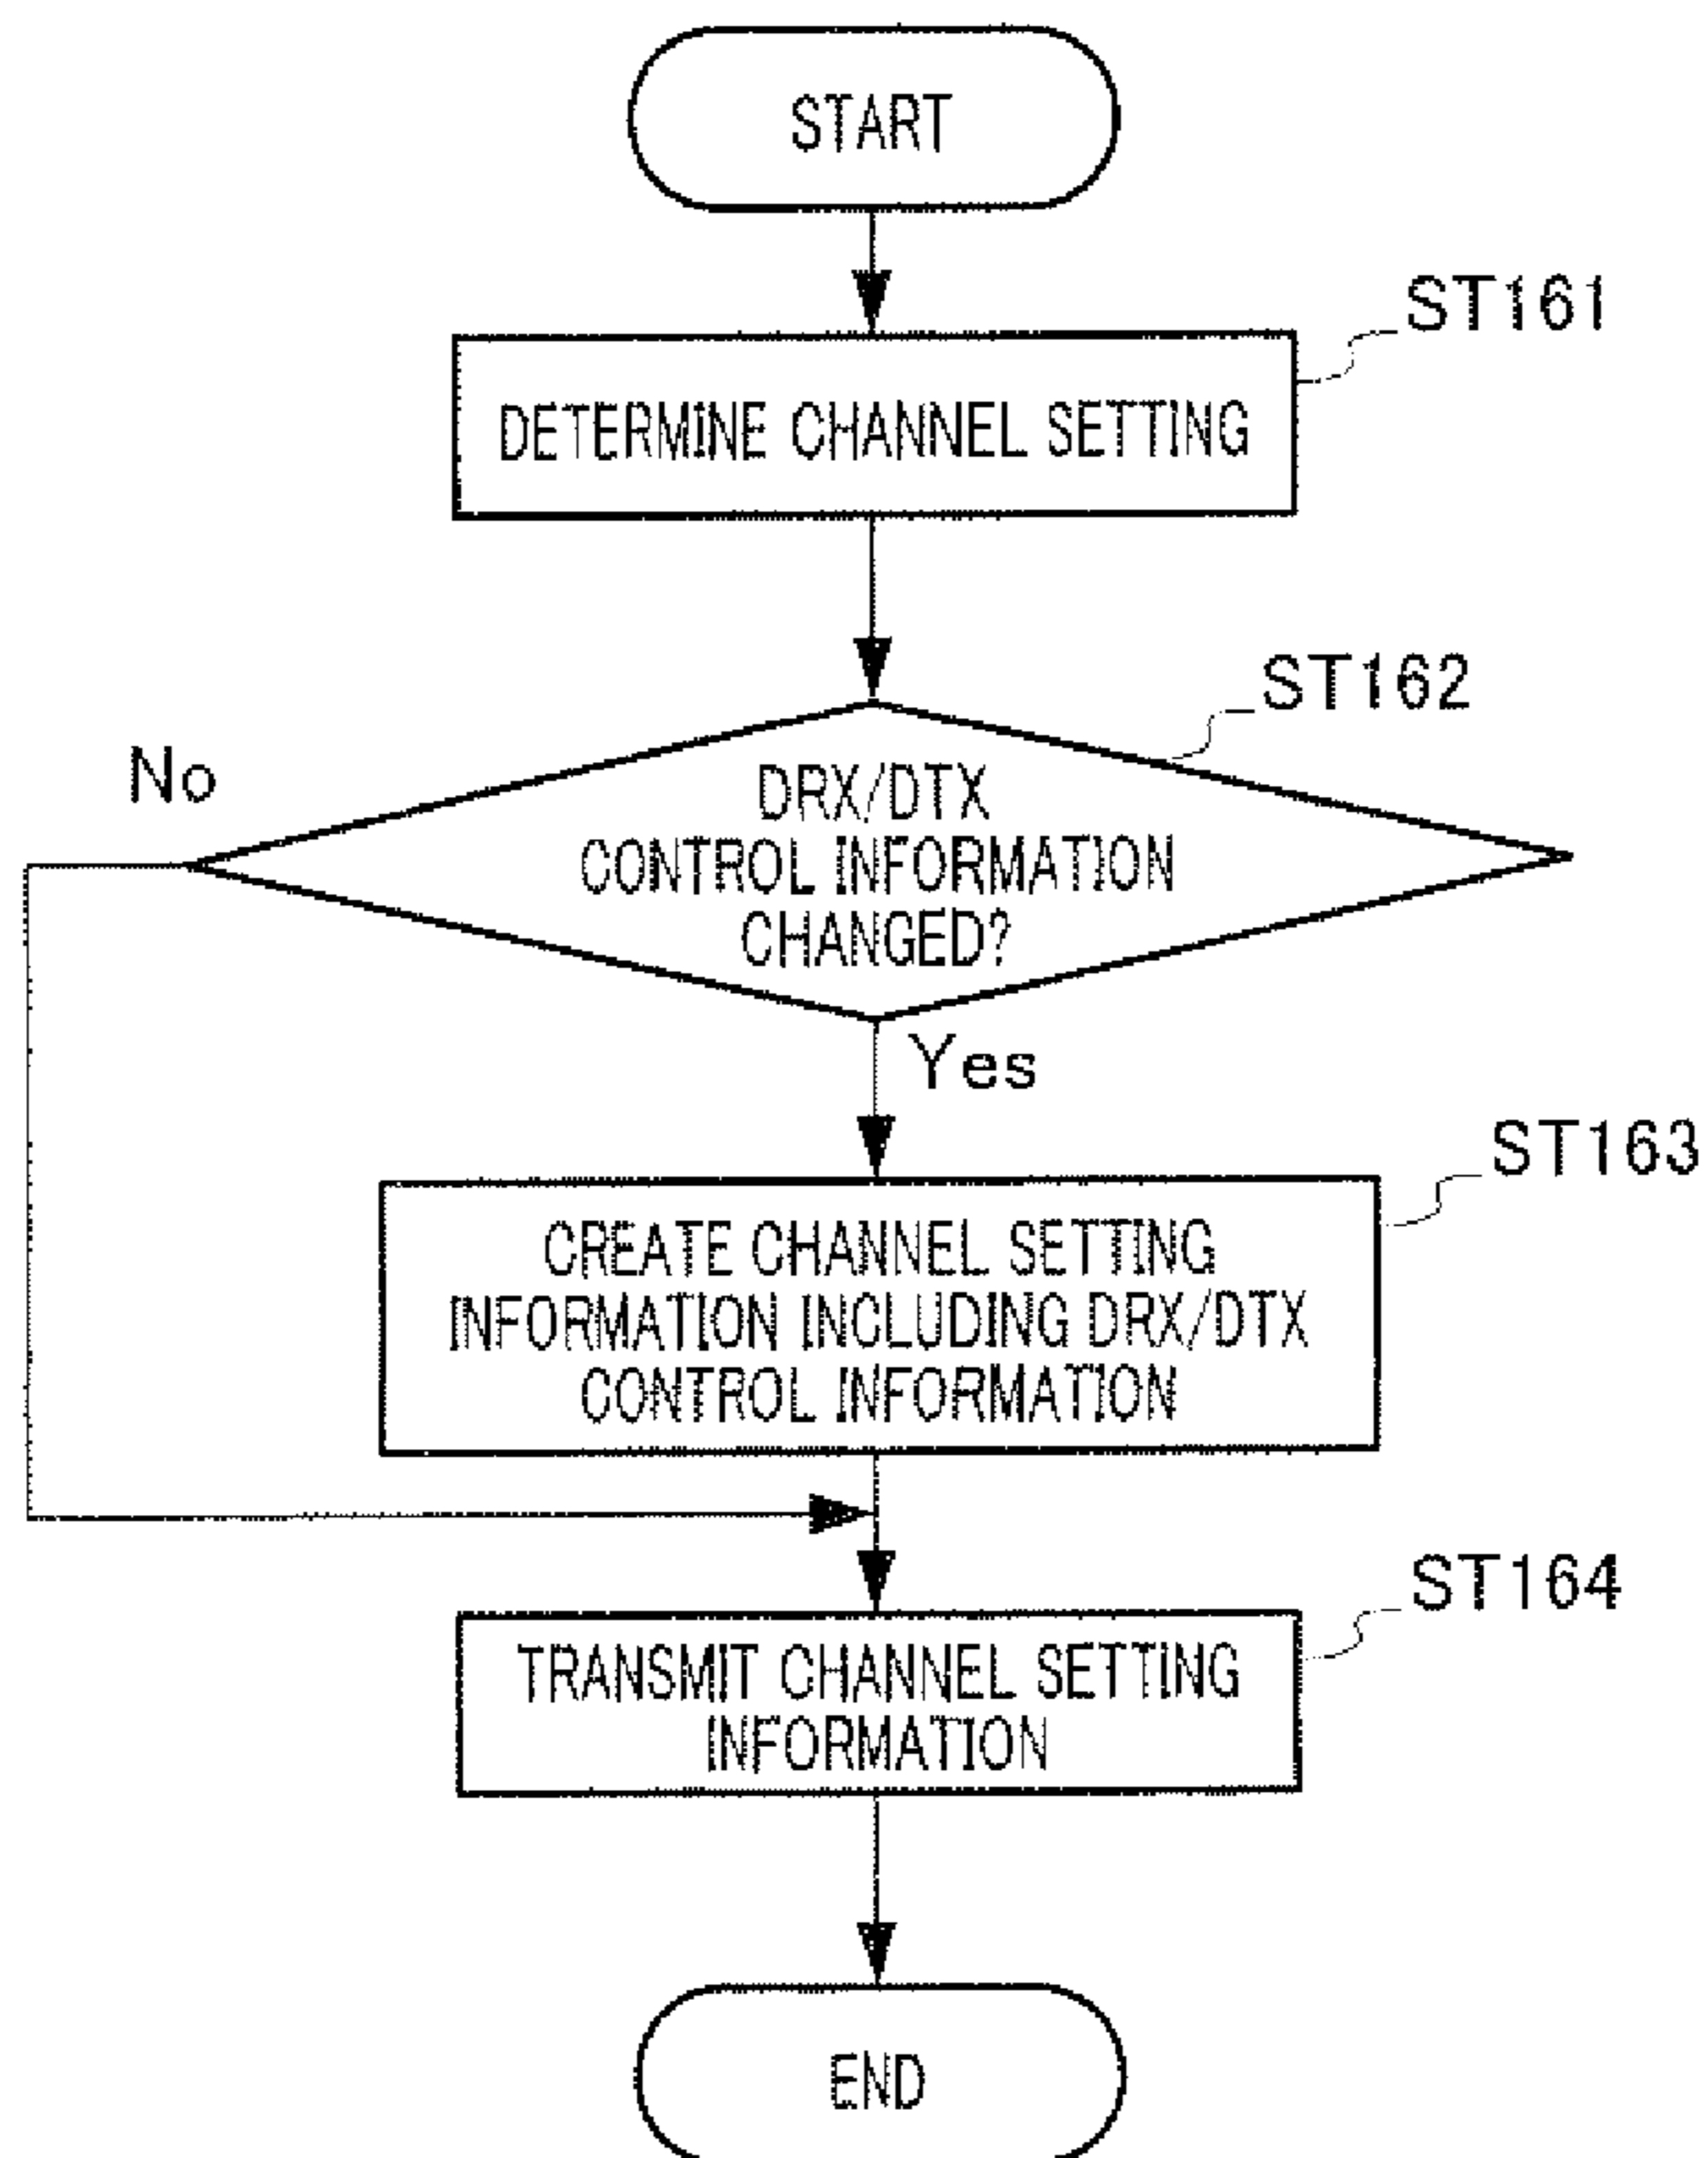 START
ST161
DETERMINE CHANNEL SETTING
ST162
No
DRX/DTX
CONTROL INFORMATION
CHANGED?
Yes
ST163
CREATE CHANNEL SETTING
INFORMATION INCLUDING DRX/DTX
CONTROL INFORMATION
ST164
TRANSMIT CHANNEL SETTING
INFORMATION
END